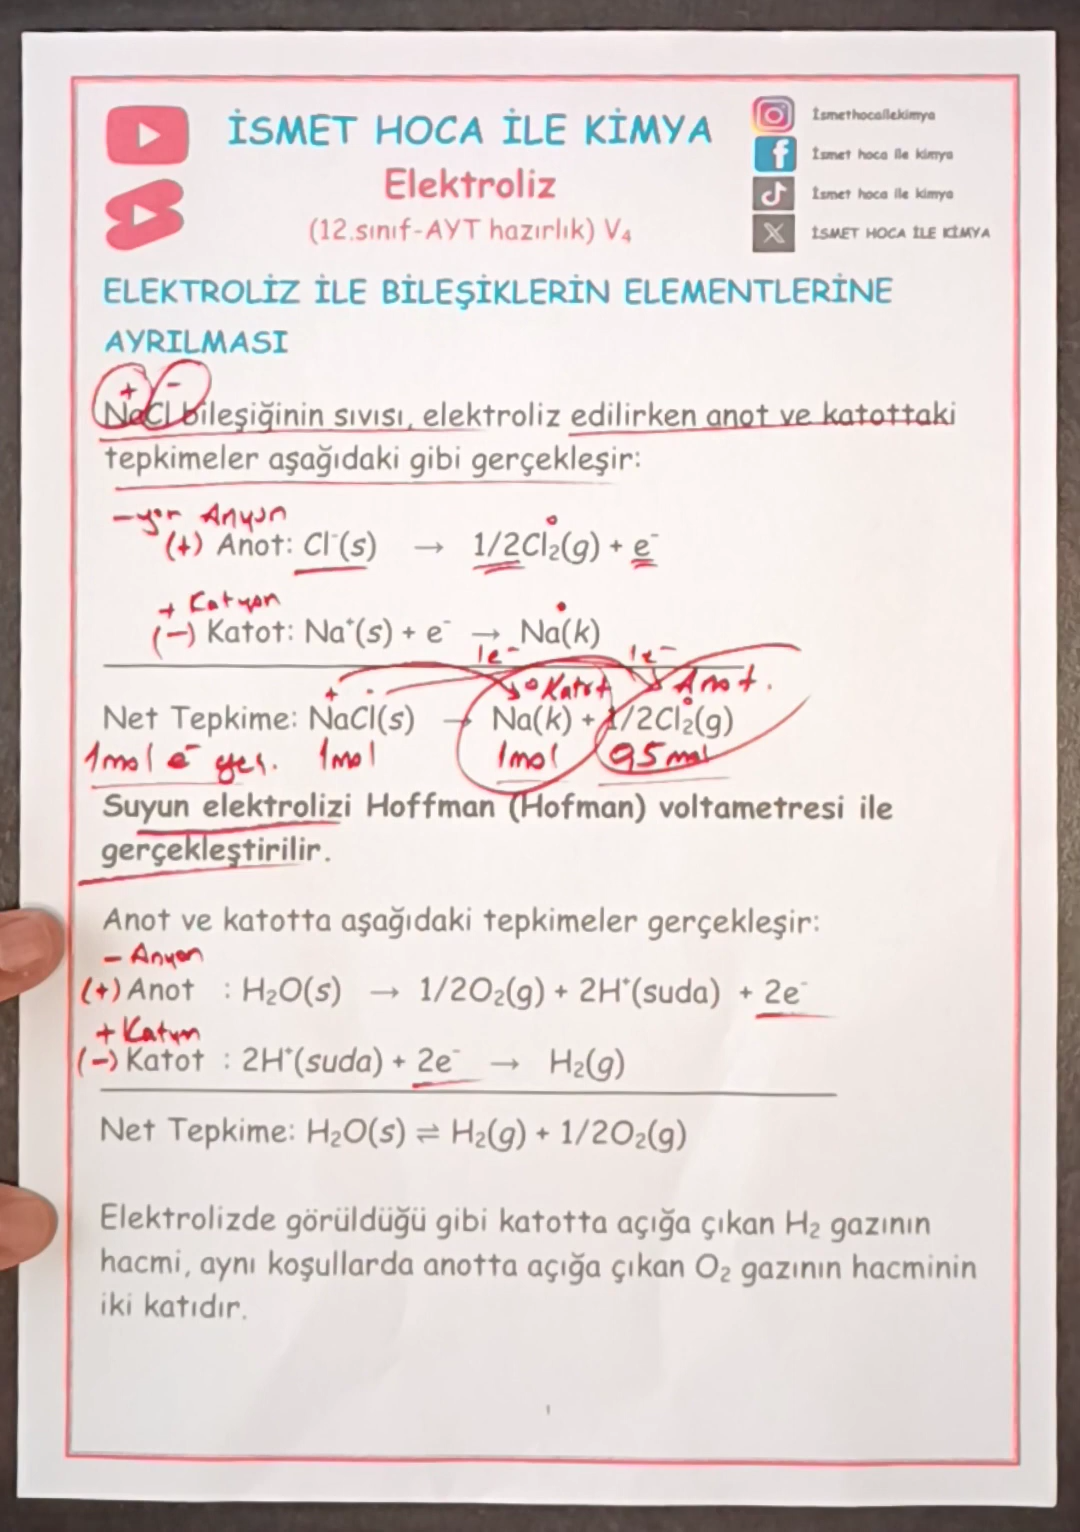 İSMET HOCA İLE KİMYA
Elektroliz
(12.sınıf-AYT hazırlık) V4
İsmethocailekimya
İsmet hoca ile kimya
İsmet hoca ile kimya
İSMET HOCA İLE KİMYA
ELEKTROLİZ İLE BİLEŞİKLERİN ELEMENTLERİNE
AYRILMASI
+ -
NaCl bileşiğinin sıvısı, elektroliz edilirken anot ve katottaki
tepkimeler aşağıdaki gibi gerçekleşir:
Anyon
(+) Anot: Cl⁻(s) → 1/2Cl₂(g) + e⁻
+ Katyon
(-) Katot: Na⁺(s) + e⁻ → Na(k)
1e⁻ 1e⁻
+ - Katot Anot.
Net Tepkime: NaCl(s) → Na(k) + 1/2Cl₂(g)
1mol e⁻ 1mol 1mol 0,5 mol
Suyun elektrolizi Hoffman (Hofman) voltametresi ile
gerçekleştirilir.
Anot ve katotta aşağıdaki tepkimeler gerçekleşir:
- Anyon
(+) Anot : H₂O(s) → 1/2O₂(g) + 2H⁺(suda) + 2e⁻
+ Katyon
(-) Katot : 2H⁺(suda) + 2e⁻ → H₂(g)
Net Tepkime: H₂O(s) ⇌ H₂(g) + 1/2O₂(g)
Elektrolizde görüldüğü gibi katotta açığa çıkan H₂ gazının
hacmi, aynı koşullarda anotta açığa çıkan O₂ gazının hacminin
iki katıdır.
1